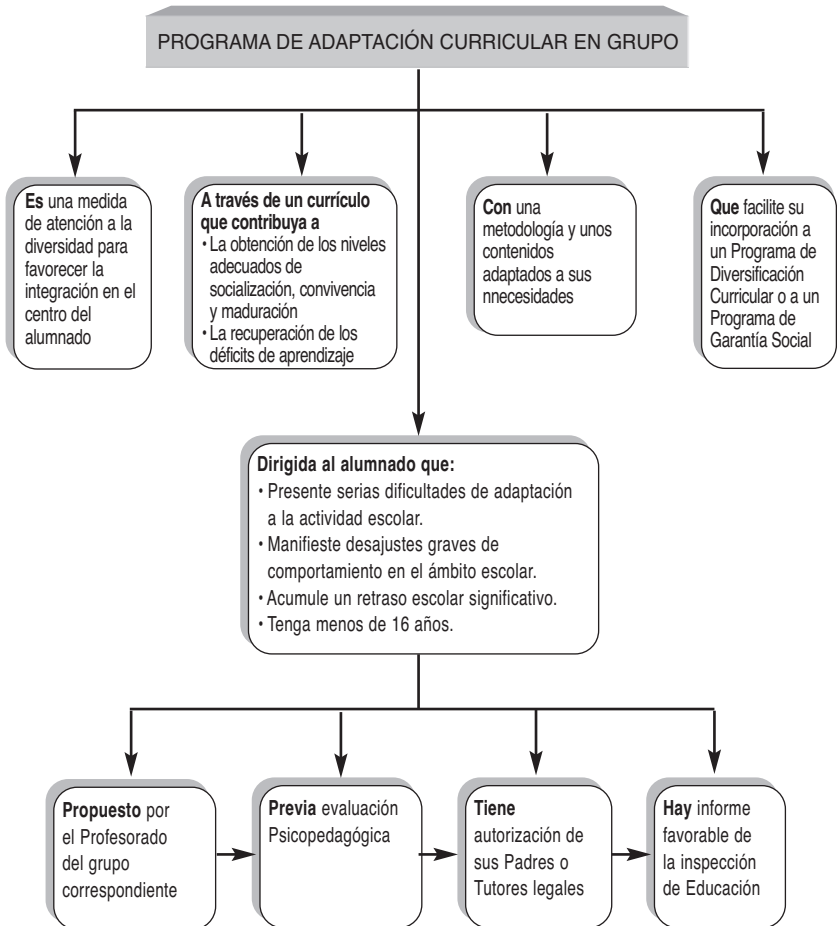 PROGRAMA DE ADAPTACIÓN CURRICULAR EN GRUPO
Es una medida
de atención a la
diversidad para
favorecer la
integración en el
centro del
alumnado
A través de un currículo
que contribuya a
· La obtención de los niveles
adecuados de
socialización, convivencia
y maduración
· La recuperación de los
déficits de aprendizaje
Con una
metodología y unos
contenidos
adaptados a sus
nnecesidades
Que facilite su
incorporación a
un Programa de
Diversificación
Curricular o a un
Programa de
Garantía Social
Dirigida al alumnado que:
· Presente serias dificultades de adaptación
a la actividad escolar.
· Manifieste desajustes graves de
comportamiento en el ámbito escolar.
· Acumule un retraso escolar significativo.
· Tenga menos de 16 años.
Propuesto por
el Profesorado
del grupo
correspondiente
Previa evaluación
Psicopedagógica
Tiene
autorización de
sus Padres o
Tutores legales
Hay informe
favorable de
la inspección
de Educación